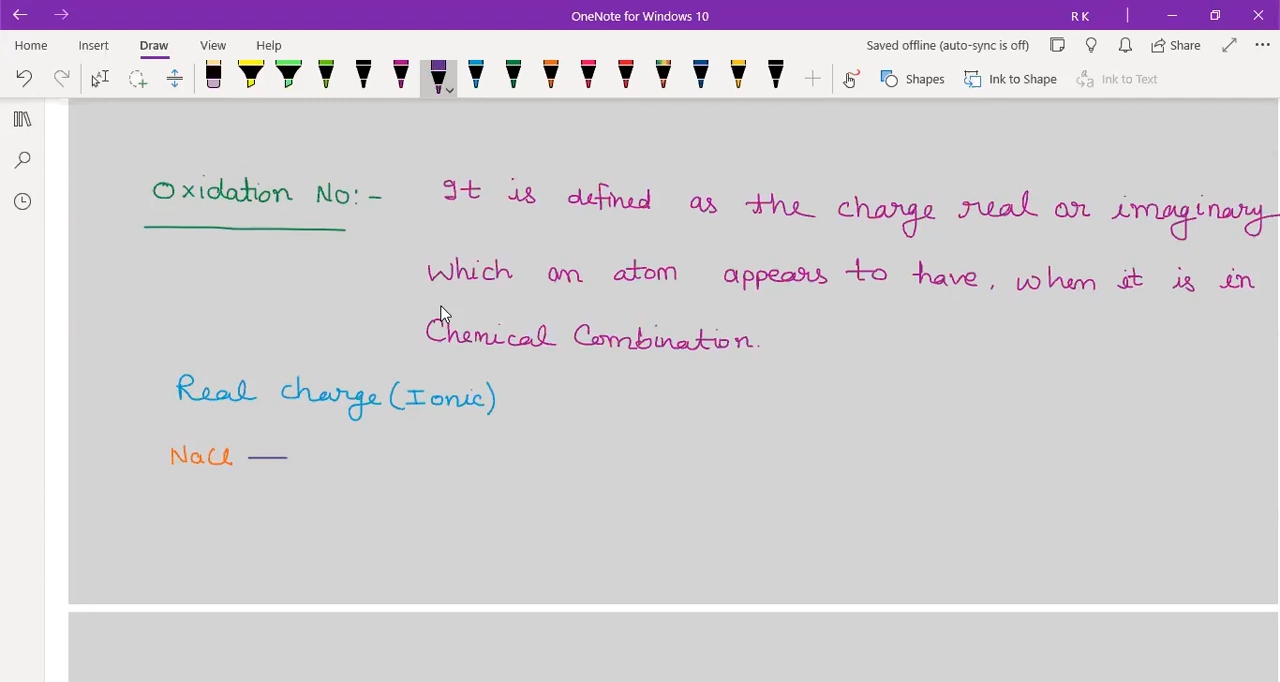 OneNote for Windows 10
R K
Home Insert Draw View Help
Saved offline (auto-sync is off)
Share
Shapes
Ink to Shape
Ink to Text
Oxidation No:- It is defined as the charge real or imaginary
Which an atom appears to have, when it is in
Chemical Combination.
Real charge (Ionic)
NaCl —